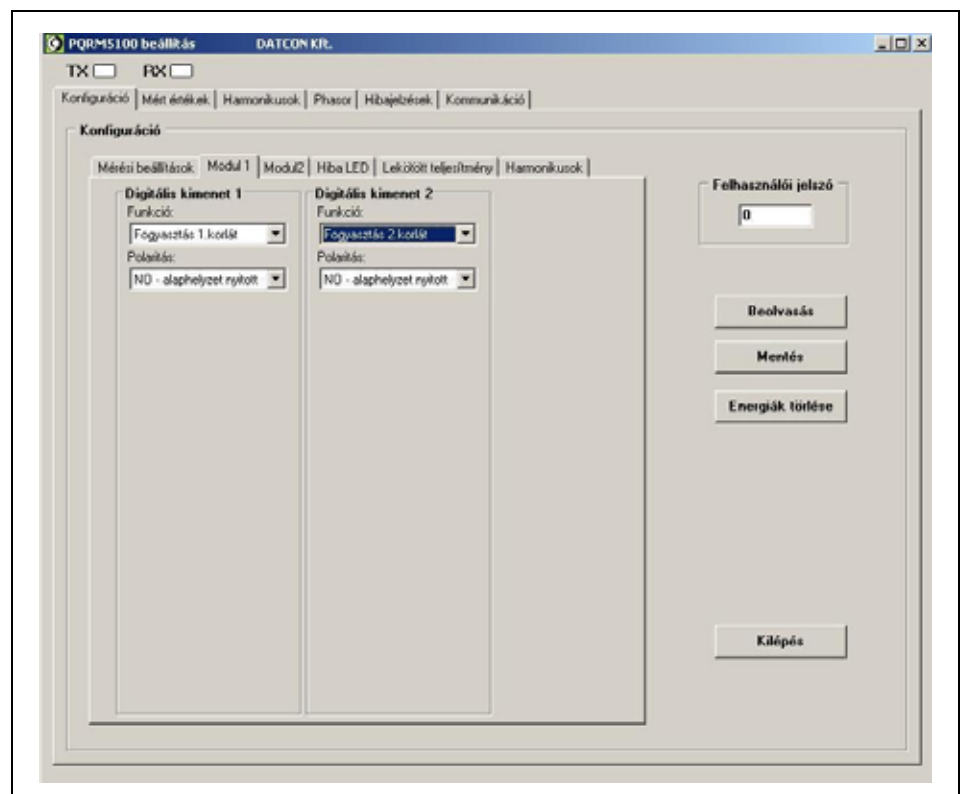 PQRM5100 beállítás DATCON Kft.
TX RX
Konfiguráció Mért értékek Harmonikusok Phasor Hibajelzések Kommunikáció
Konfiguráció
Mérési beállítások Modul 1 Modul2 Hiba LED Lekötött teljesítmény Harmonikusok
Felhasználói jelszó
0
Digitális kimenet 1 Digitális kimenet 2
Funkció: Funkció:
Fogyasztás 1.korlát Fogyasztás 2.korlát
Polaritás: Polaritás:
NO - alaphelyzet nyitott NO - alaphelyzet nyitott
Beolvasás
Mentés
Energiák törlése
Kilépés